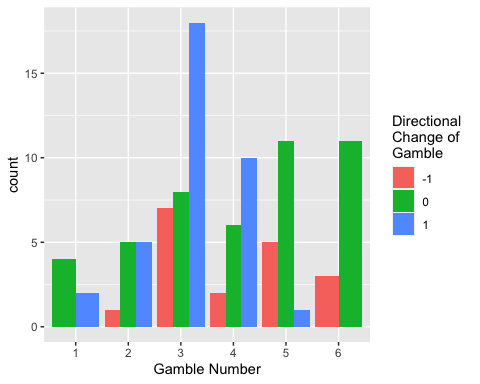 15
10
5
0
count
1 2 3 4 5 6
Gamble Number
Directional
Change of
Gamble
-1
0
1